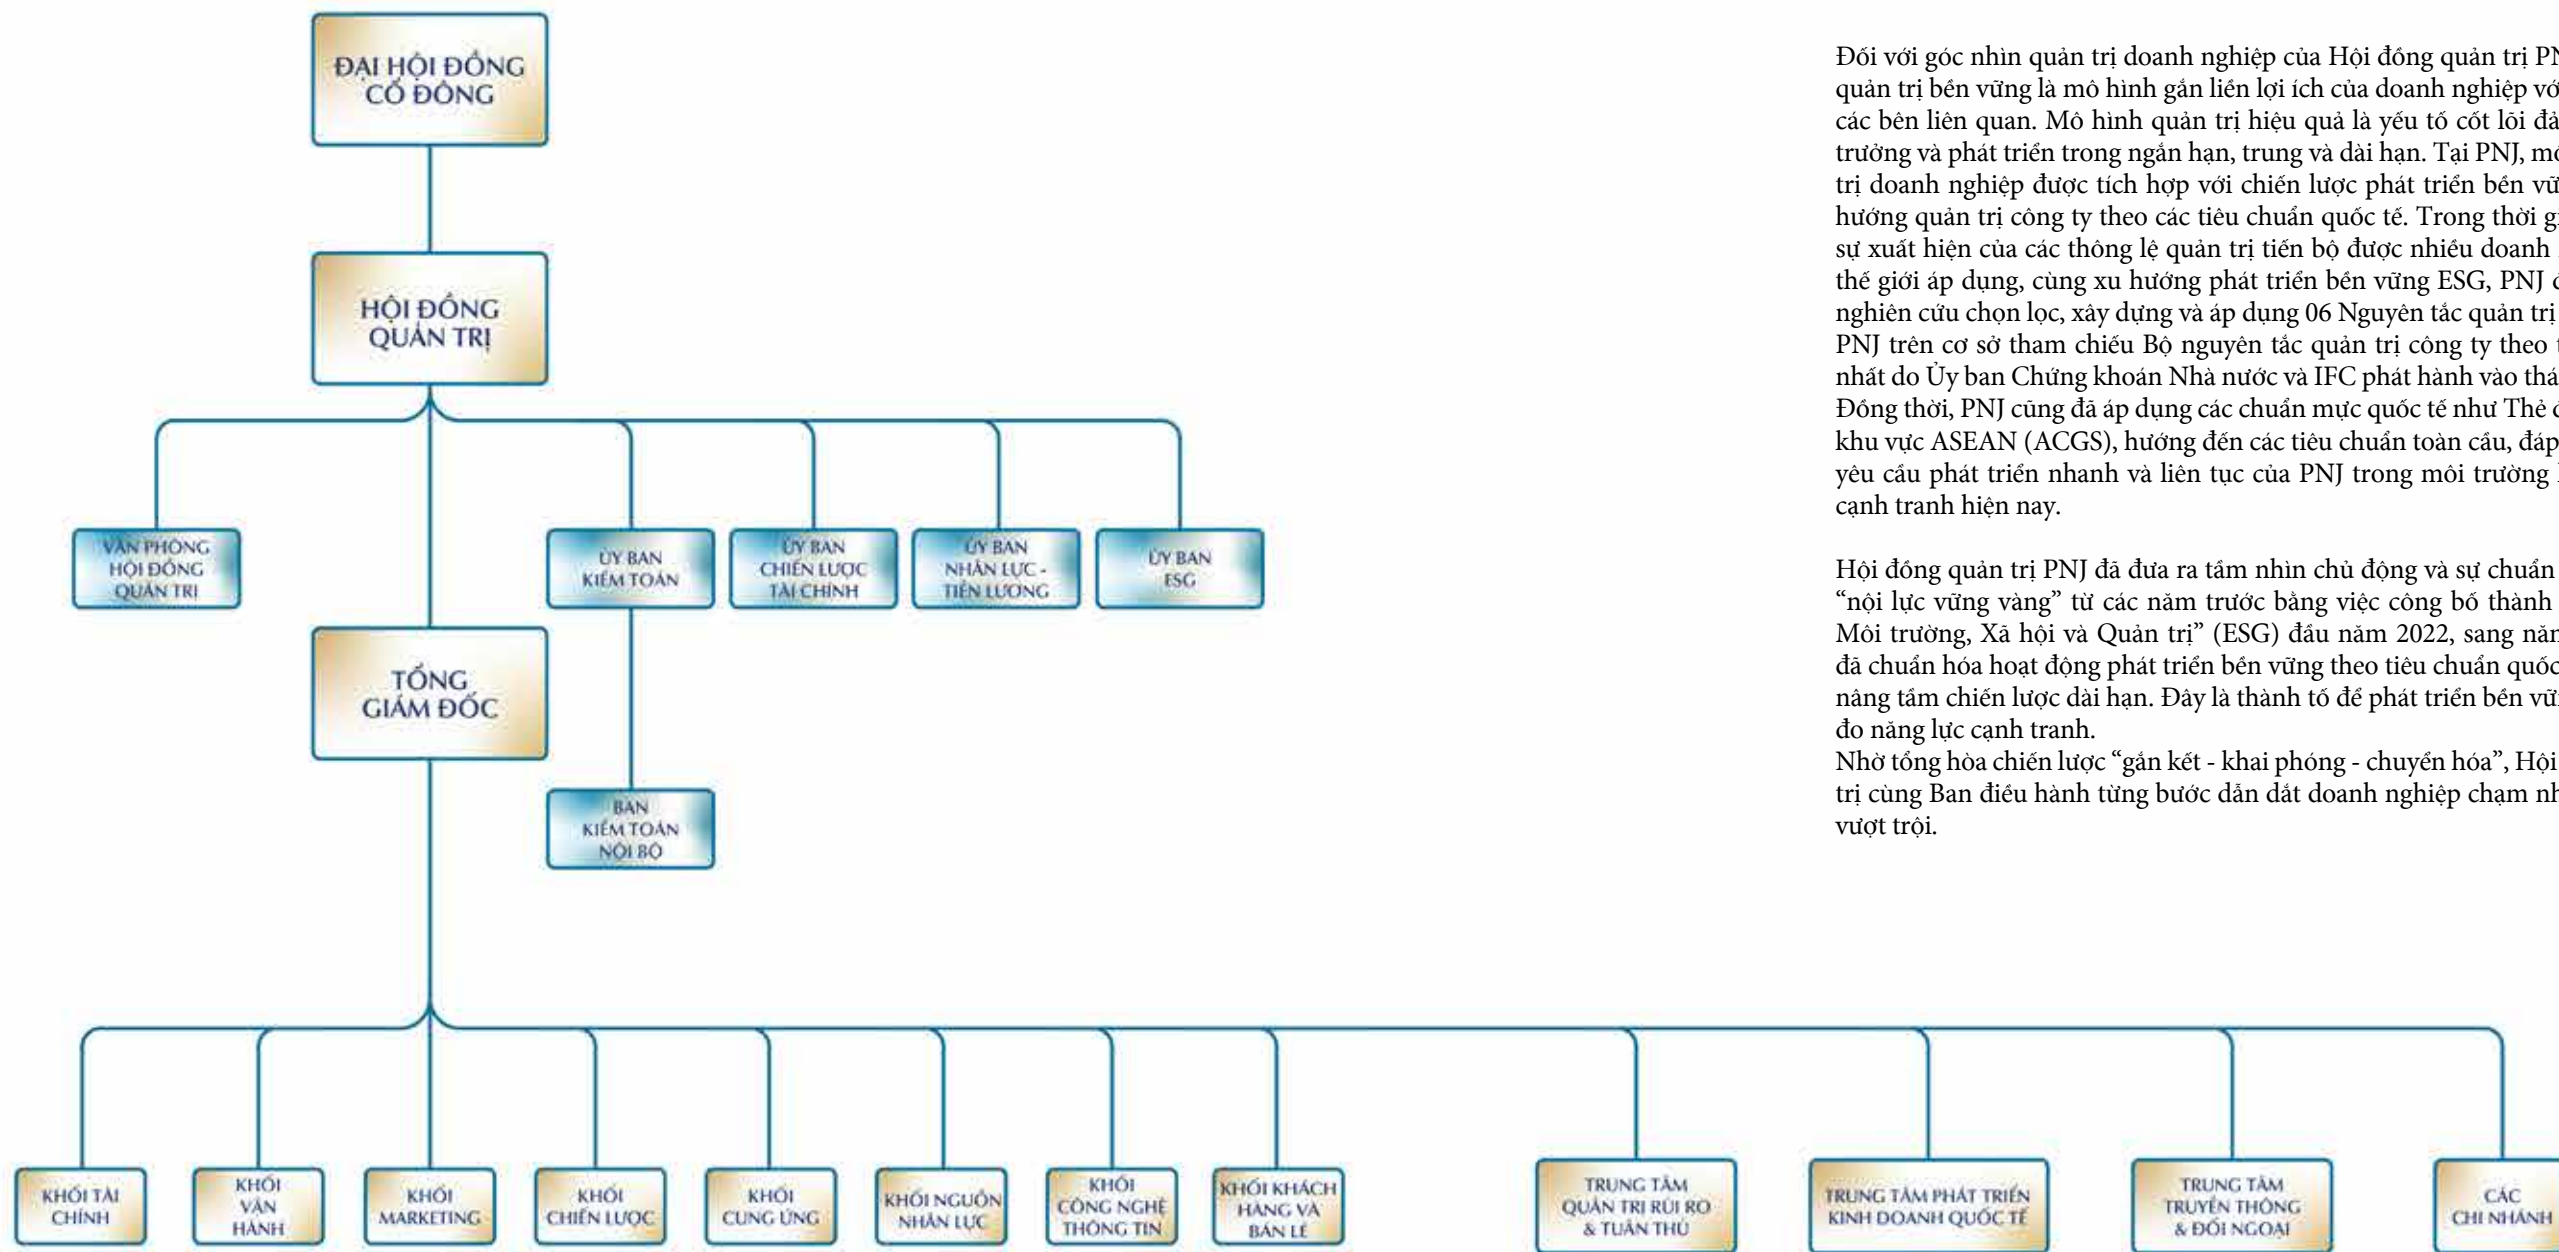 ĐẠI HỘI ĐỒNG
CỔ ĐÔNG
HỘI ĐỒNG
QUẢN TRỊ
VĂN PHÒNG
HỘI ĐỒNG
QUẢN TRỊ
ỦY BAN
KIỂM TOÁN
ỦY BAN
CHIẾN LƯỢC
TÀI CHÍNH
ỦY BAN
NHÂN LỰC -
TIỀN LƯƠNG
ỦY BAN
ESG
TỔNG
GIÁM ĐỐC
BAN
KIỂM TOÁN
NỘI BỘ
KHỐI TÀI
CHÍNH
KHỐI
VẬN
HÀNH
KHỐI
MARKETING
KHỐI
CHIẾN LƯỢC
KHỐI
CUNG ỨNG
KHỐI NGUỒN
NHÂN LỰC
KHỐI
CÔNG NGHỆ
THÔNG TIN
KHỐI KHÁCH
HÀNG VÀ
BÁN LẺ
TRUNG TÂM
QUẢN TRỊ RỦI RO
& TUÂN THỦ
TRUNG TÂM PHÁT TRIỂN
KINH DOANH QUỐC TẾ
TRUNG TÂM
TRUYỀN THÔNG
& ĐỐI NGOẠI
CÁC
CHI NHÁNH
Đối với góc nhìn quản trị doanh nghiệp của Hội đồng quản trị
quản trị bền vững là mô hình gắn liền lợi ích của doanh nghiệp
các bên liên quan. Mô hình quản trị hiệu quả là yếu tố cốt lõi
trưởng và phát triển trong ngắn hạn, trung và dài hạn. Tại PNJ,
trị doanh nghiệp được tích hợp với chiến lược phát triển bền
hướng quản trị công ty theo các tiêu chuẩn quốc tế. Trong thời
sự xuất hiện của các thông lệ quản trị tiến bộ được nhiều doanh
thế giới áp dụng, cùng xu hướng phát triển bền vững ESG, PNJ
nghiên cứu chọn lọc, xây dựng và áp dụng 06 Nguyên tắc quản trị
PNJ trên cơ sở tham chiếu Bộ nguyên tắc quản trị công ty theo
nhất do Ủy ban Chứng khoán Nhà nước và IFC phát hành vào
Đồng thời, PNJ cũng đã áp dụng các chuẩn mực quốc tế như Thẻ
khu vực ASEAN (ACGS), hướng đến các tiêu chuẩn toàn cầu, đáp
yêu cầu phát triển nhanh và liên tục của PNJ trong môi trường
cạnh tranh hiện nay.
Hội đồng quản trị PNJ đã đưa ra tầm nhìn chủ động và sự chuẩn
“nội lực vững vàng” từ các năm trước bằng việc công bố thành
Môi trường, Xã hội và Quản trị” (ESG) đầu năm 2022, sang
đã chuẩn hóa hoạt động phát triển bền vững theo tiêu chuẩn quốc
nâng tầm chiến lược dài hạn. Đây là thành tố để phát triển bền
đo năng lực cạnh tranh.
Nhờ tổng hòa chiến lược “gắn kết - khai phóng - chuyển hóa”, Hội
trị cùng Ban điều hành từng bước dẫn dắt doanh nghiệp chạm
vượt trội.